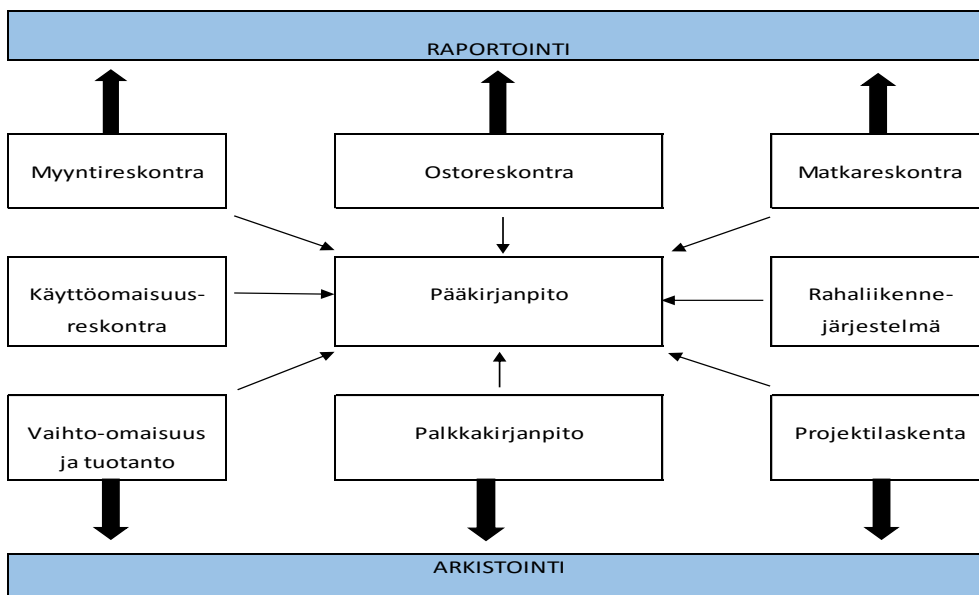 RAPORTOINTI
Myyntireskontra
Ostoreskontra
Matkareskontra
Käyttöomaisuus-
reskontra
Pääkirjanpito
Rahaliikenne-
järjestelmä
Vaihto-omaisuus
ja tuotanto
Palkkakirjanpito
Projektilaskenta
ARKISTOINTI